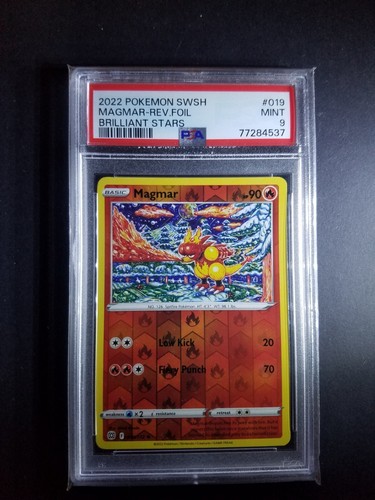 2022 POKEMON SWSH #019
MAGMAR-REV.FOIL MINT
BRILLIANT STARS 9
PSA 77284537
BASIC Magmar HP 90
Low Kick 20
Fiery Punch 70
weakness ×2 resistance retreat